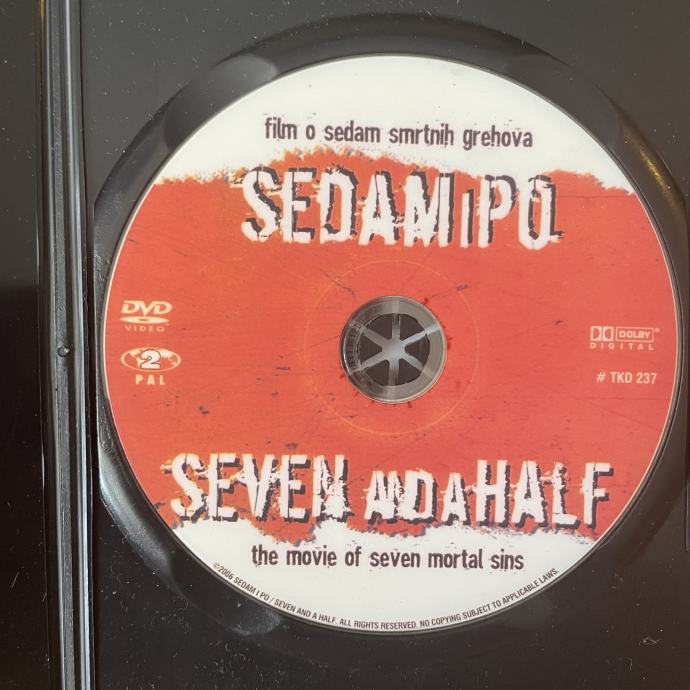 film o sedam smrtnih grehova
SEDAM I PO
DVD
VIDEO
2
PAL
DOLBY
DIGITAL
# TKD 237
SEVEN AND A HALF
the movie of seven mortal sins
©2006 SEDAM I PO / SEVEN AND A HALF. ALL RIGHTS RESERVED. NO COPYING SUBJECT TO APPLICABLE LAWS.